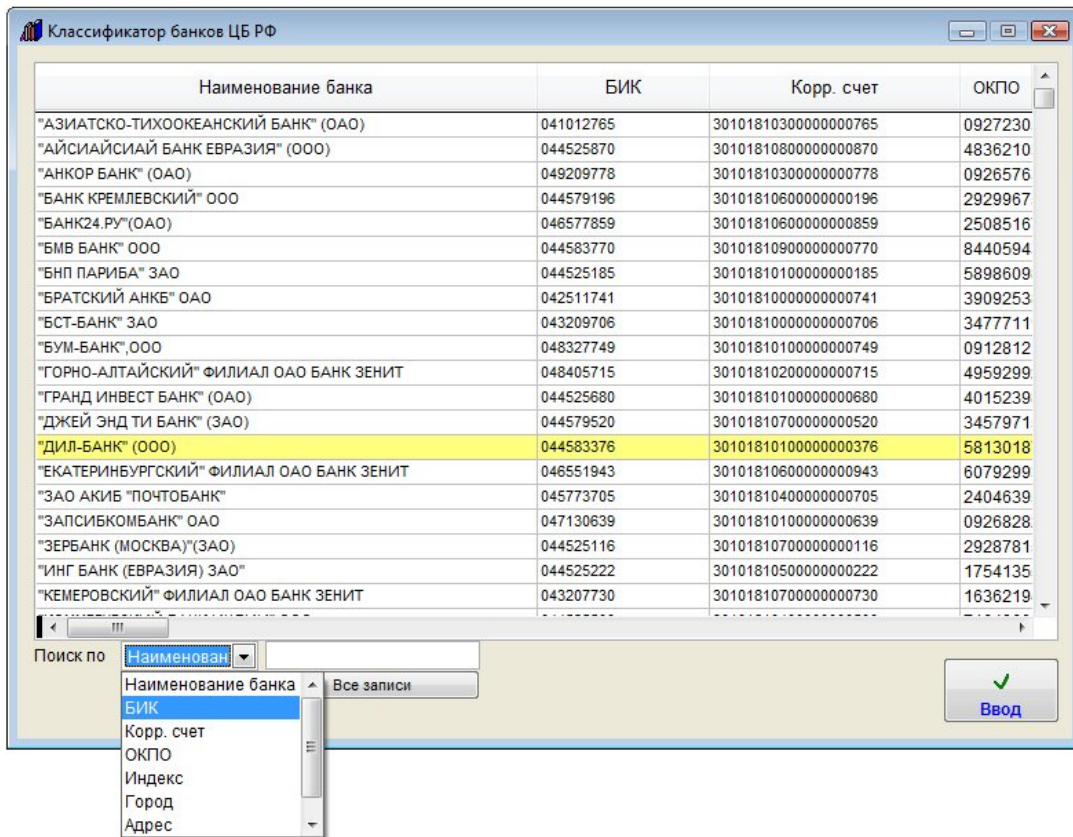 Классификатор банков ЦБ РФ
Наименование банка БИК Корр. счет ОКПО
"АЗИАТСКО-ТИХООКЕАНСКИЙ БАНК" (ОАО) 041012765 30101810300000000765 0927230
"АЙСИАЙСИАЙ БАНК ЕВРАЗИЯ" (ООО) 044525870 30101810800000000870 4836210
"АНКОР БАНК" (ОАО) 049209778 30101810300000000778 0926576
"БАНК КРЕМЛЕВСКИЙ" ООО 044579196 30101810600000000196 2929967
"БАНК24.РУ"(ОАО) 046577859 30101810600000000859 2508516
"БМВ БАНК" ООО 044583770 30101810900000000770 8440594
"БНП ПАРИБА" ЗАО 044525185 30101810100000000185 5898609
"БРАТСКИЙ АНКБ" ОАО 042511741 30101810000000000741 3909253
"БСТ-БАНК" ЗАО 043209706 30101810000000000706 3477711
"БУМ-БАНК",ООО 048327749 30101810100000000749 0912812
"ГОРНО-АЛТАЙСКИЙ" ФИЛИАЛ ОАО БАНК ЗЕНИТ 048405715 30101810200000000715 4959299
"ГРАНД ИНВЕСТ БАНК" (ОАО) 044525680 30101810100000000680 4015239
"ДЖЕЙ ЭНД ТИ БАНК" (ЗАО) 044579520 30101810700000000520 3457971
"ДИЛ-БАНК" (ООО) 044583376 30101810100000000376 5813018
"ЕКАТЕРИНБУРГСКИЙ" ФИЛИАЛ ОАО БАНК ЗЕНИТ 046551943 30101810600000000943 6079299
"ЗАО АКИБ "ПОЧТОБАНК" 045773705 30101810400000000705 2404639
"ЗАПСИБКОМБАНК" ОАО 047130639 30101810100000000639 0926828
"ЗЕРБАНК (МОСКВА)"(ЗАО) 044525116 30101810700000000116 2928781
"ИНГ БАНК (ЕВРАЗИЯ) ЗАО" 044525222 30101810500000000222 1754135
"КЕМЕРОВСКИЙ" ФИЛИАЛ ОАО БАНК ЗЕНИТ 043207730 30101810700000000730 1636219
Поиск по Наименован
Наименование банка Все записи
БИК
Ввод
Корр. счет
ОКПО
Индекс
Город
Адрес